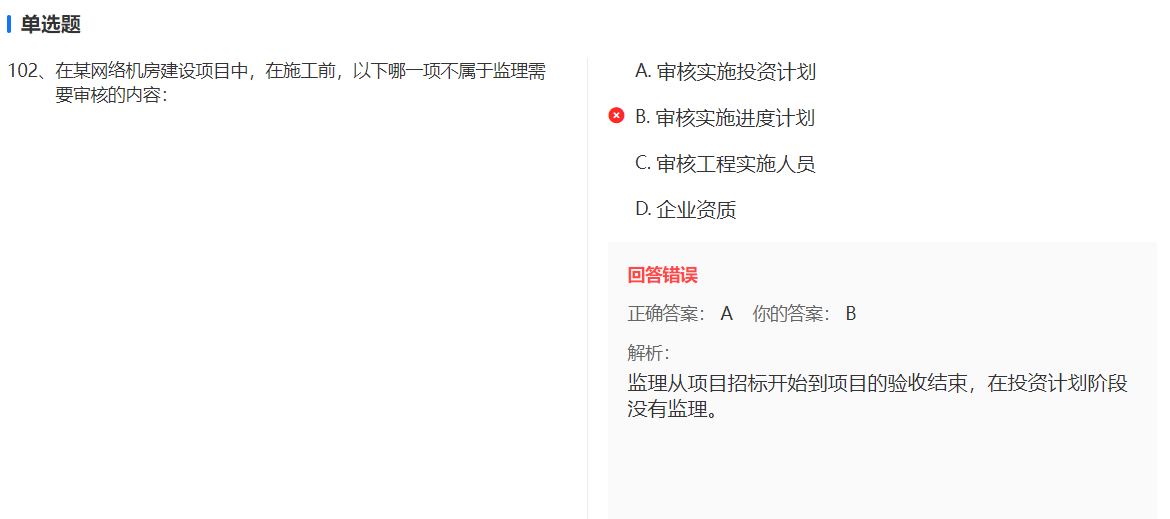 单选题
102、在某网络机房建设项目中，在施工前，以下哪一项不属于监理需
要审核的内容：
A. 审核实施投资计划
B. 审核实施进度计划
C. 审核工程实施人员
D. 企业资质
回答错误
正确答案： A 你的答案： B
解析：
监理从项目招标开始到项目的验收结束，在投资计划阶段
没有监理。